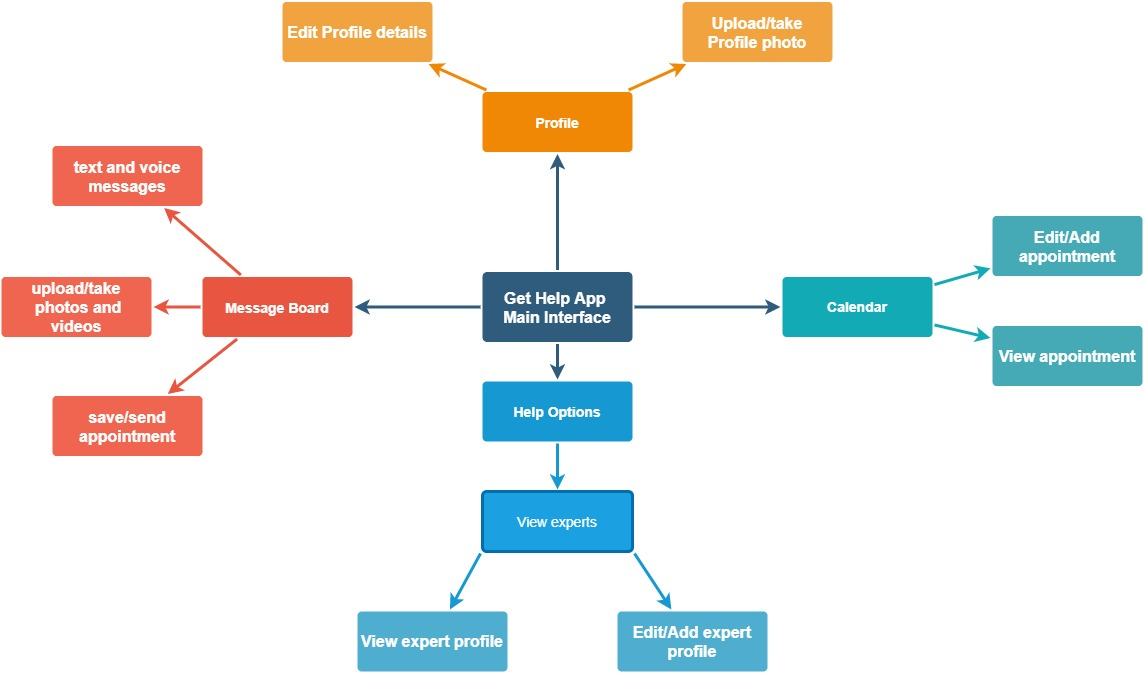 Edit Profile details
Upload/take
Profile photo
Profile
text and voice
messages
Edit/Add
appointment
upload/take
photos and
videos
Message Board
Get Help App
Main Interface
Calendar
View appointment
save/send
appointment
Help Options
View experts
View expert profile
Edit/Add expert
profile